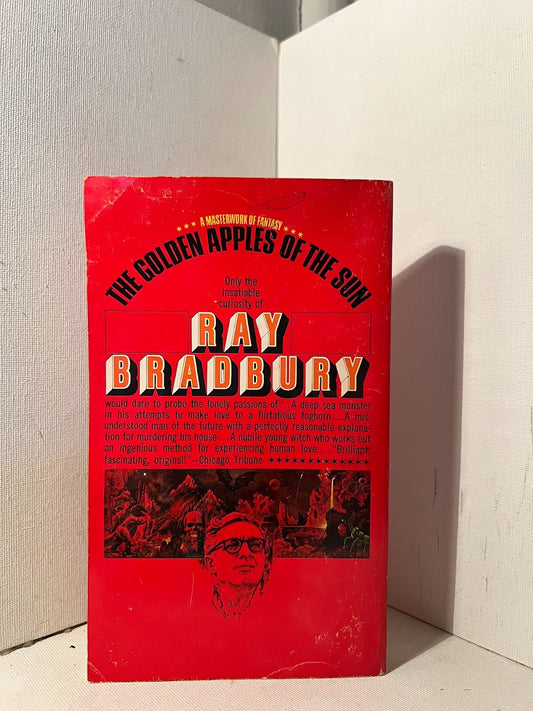 *** A MASTERWORK OF FANTASY ***
THE GOLDEN APPLES OF THE SUN
Only the
insatiable
curiosity of
RAY
BRADBURY
would dare to probe the lonely passions of...A deep sea monster
in his attempts to make love to a flirtatious foghorn...A mis-
understood man of the future with a perfectly reasonable explana-
tion for murdering his house...A nubile young witch who works out
an ingenious method for experiencing human love..."Brilliant,
fascinating, original!"—Chicago Tribune *************